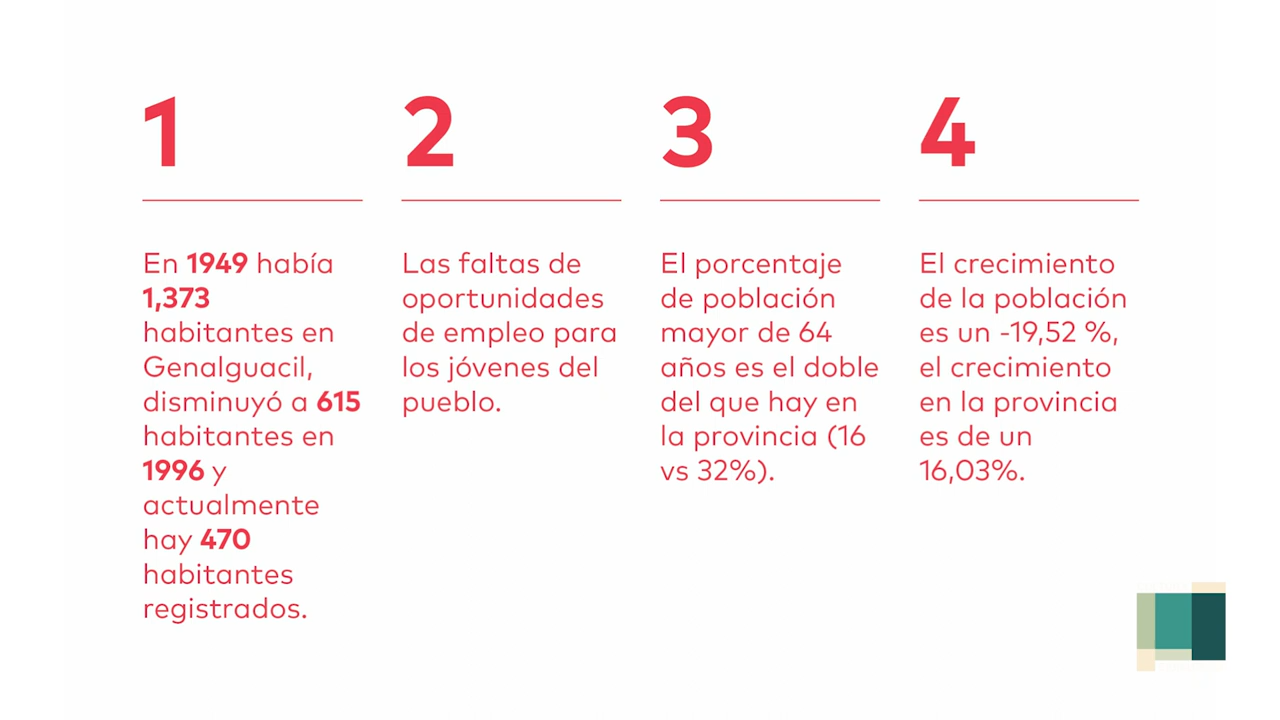 1
En 1949 había
1,373
habitantes en
Genalguacil,
disminuyó a 615
habitantes en
1996 y
actualmente
hay 470
habitantes
registrados.
2
Las faltas de
oportunidades
de empleo para
los jóvenes del
pueblo.
3
El porcentaje
de población
mayor de 64
años es el doble
del que hay en
la provincia (16
vs 32%).
4
El crecimiento
de la población
es un -19,52 %,
el crecimiento
en la provincia
es de un
16,03%.